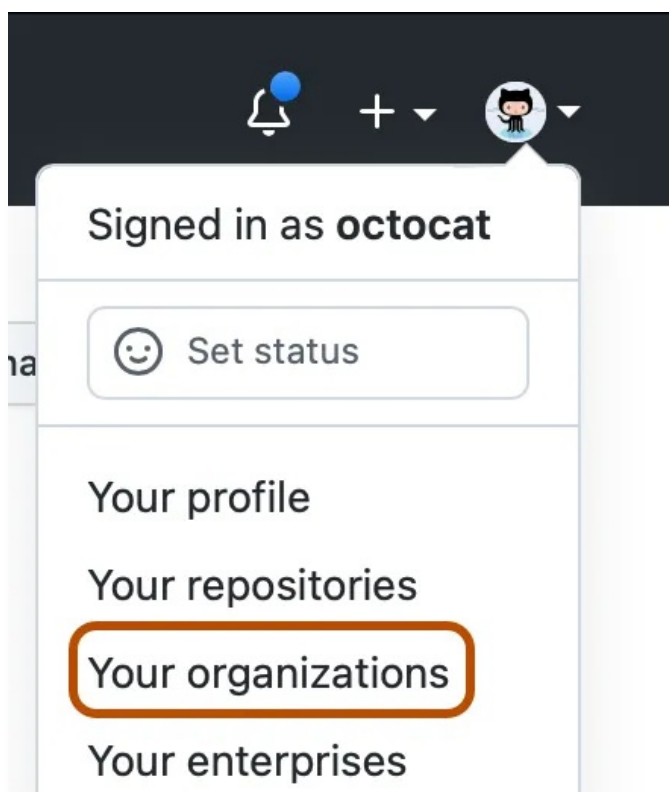 Signed in as octocat
Set status
Your profile
Your repositories
Your organizations
Your enterprises